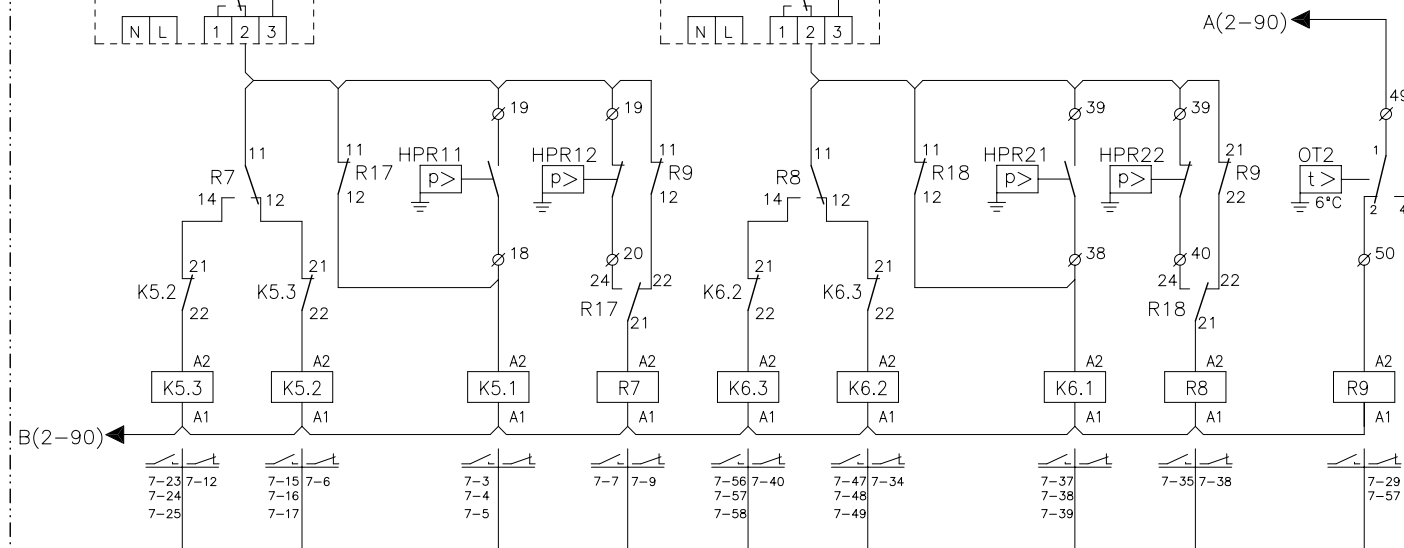 N L 1 2 3 N L 1 2 3 A(2-90)
19 19 39 39 49
11 11 HPR11 HPR12 11 11 11 HPR21 HPR22 21 OT2 1
R7 R17 p> p> R9 R8 R18 p> p> R9 t>
14 12 12 12 14 12 12 22 6°C 2 4
18 20 38 40 50
21 21 24 22 21 21 24 22
K5.2 K5.3 R17 K6.2 K6.3 R18
22 22 21 22 22 21
A2 A2 A2 A2 A2 A2 A2 A2 A2
K5.3 K5.2 K5.1 R7 K6.3 K6.2 K6.1 R8 R9
A1 A1 A1 A1 A1 A1 A1 A1 A1
B(2-90)
7-23 7-12 7-15 7-6 7-3 7-7 7-9 7-56 7-40 7-47 7-34 7-37 7-35 7-38 7-29
7-24 7-16 7-4 7-57 7-48 7-38 7-57
7-25 7-17 7-5 7-58 7-49 7-39